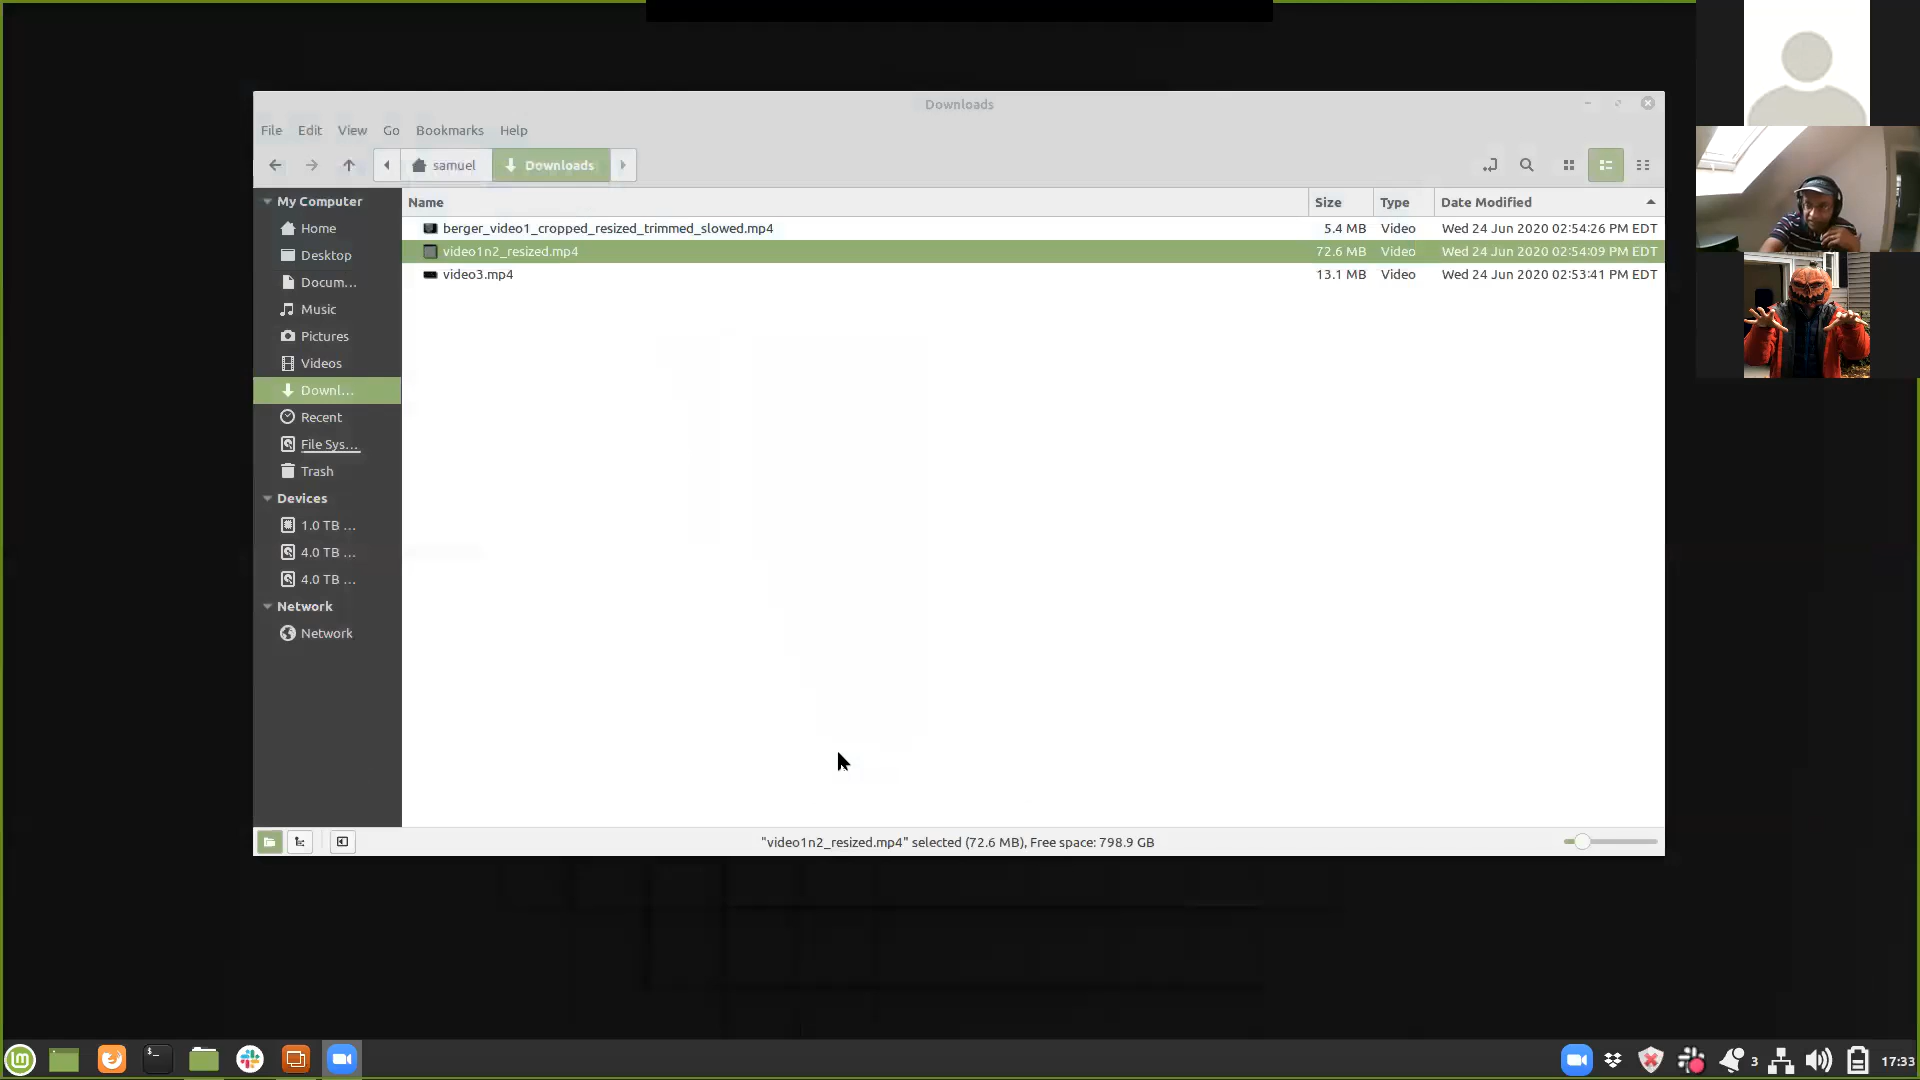 Downloads
File Edit View Go Bookmarks Help
samuel Downloads
My Computer
Home
Desktop
Docum...
Music
Pictures
Videos
Downl...
Recent
File Sys...
Trash
Devices
1.0 TB ...
4.0 TB ...
4.0 TB ...
Network
Network
Name Size Type Date Modified
berger_video1_cropped_resized_trimmed_slowed.mp4 5.4 MB Video Wed 24 Jun 2020 02:54:26 PM EDT
video1n2_resized.mp4 72.6 MB Video Wed 24 Jun 2020 02:54:09 PM EDT
video3.mp4 13.1 MB Video Wed 24 Jun 2020 02:53:41 PM EDT
"video1n2_resized.mp4" selected (72.6 MB), Free space: 798.9 GB
3 17:33